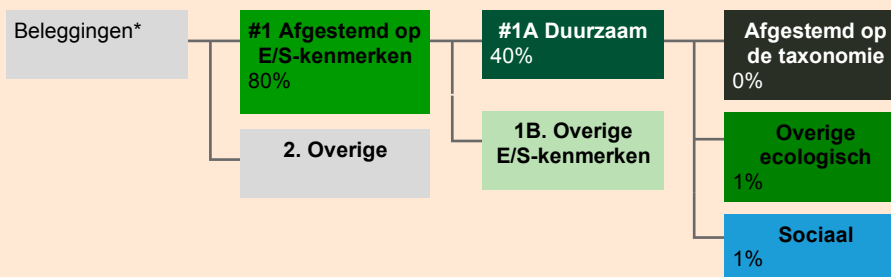 Beleggingen*
#1 Afgestemd op
E/S-kenmerken
80%
2. Overige
#1A Duurzaam
40%
1B. Overige
E/S-kenmerken
Afgestemd op
de taxonomie
0%
Overige
ecologisch
1%
Sociaal
1%